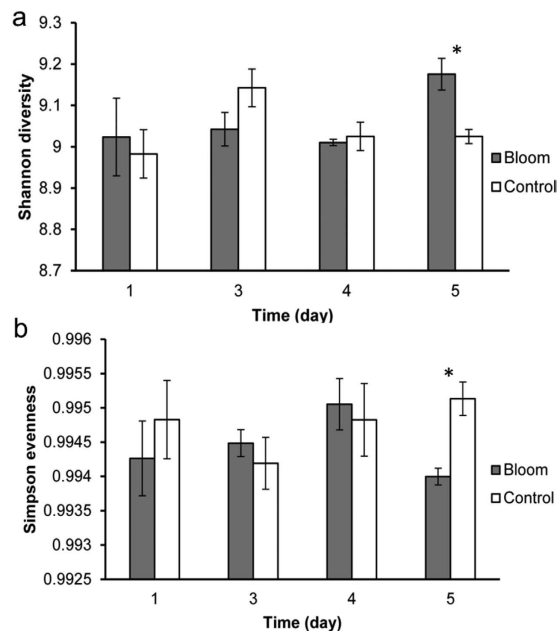 a
Shannon diversity
9.3
9.2
9.1
9
8.9
8.8
8.7
*
Bloom
Control
1 3 4 5
Time (day)
b
Simpson evenness
0.996
0.9955
0.995
0.9945
0.994
0.9935
0.993
0.9925
*
Bloom
Control
1 3 4 5
Time (day)